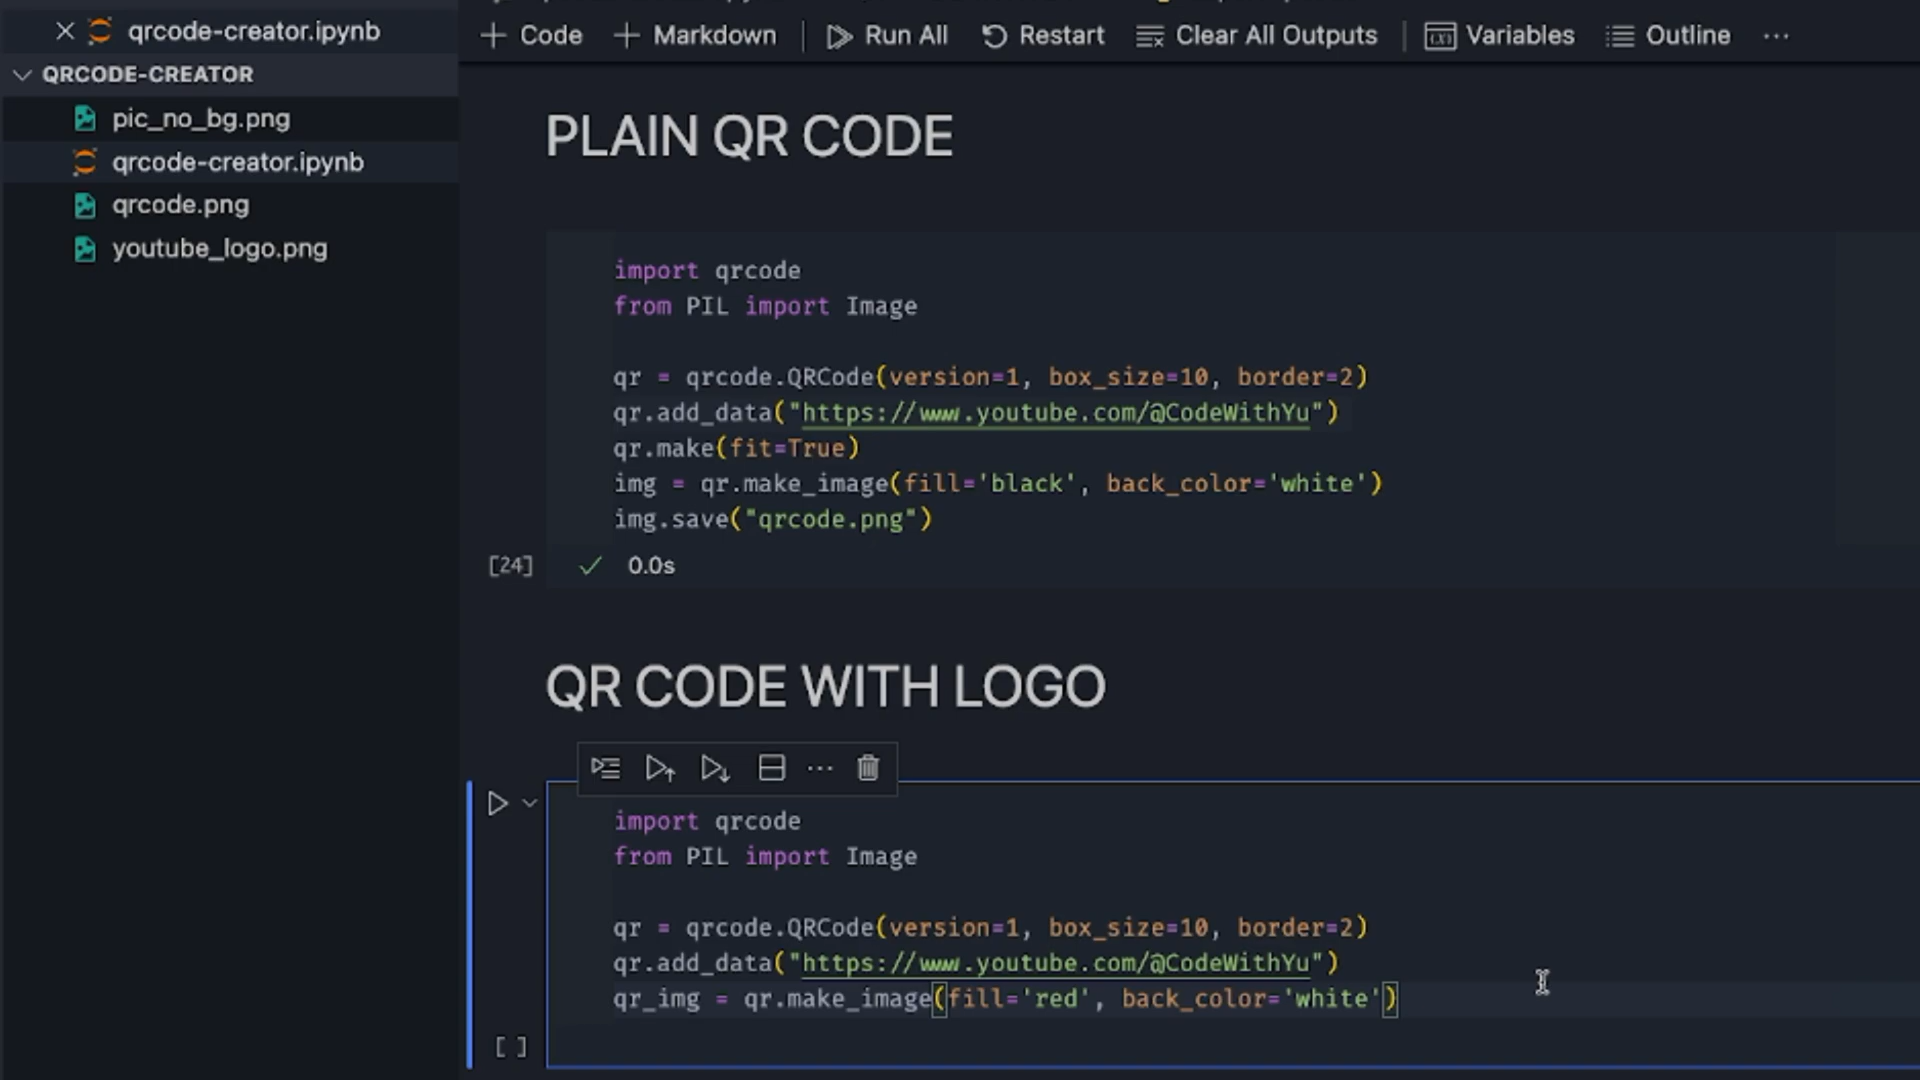 qrcode-creator.ipynb
QRCODE-CREATOR
pic_no_bg.png
qrcode-creator.ipynb
qrcode.png
youtube_logo.png
Code
Markdown
Run All
Restart
Clear All Outputs
Variables
Outline
PLAIN QR CODE
import qrcode
from PIL import Image
qr = qrcode.QRCode(version=1, box_size=10, border=2)
qr.add_data("https://www.youtube.com/@CodeWithYu")
qr.make(fit=True)
img = qr.make_image(fill='black', back_color='white')
img.save("qrcode.png")
[24]
0.0s
QR CODE WITH LOGO
import qrcode
from PIL import Image
qr = qrcode.QRCode(version=1, box_size=10, border=2)
qr.add_data("https://www.youtube.com/@CodeWithYu")
qr_img = qr.make_image(fill='red', back_color='white')
[ ]